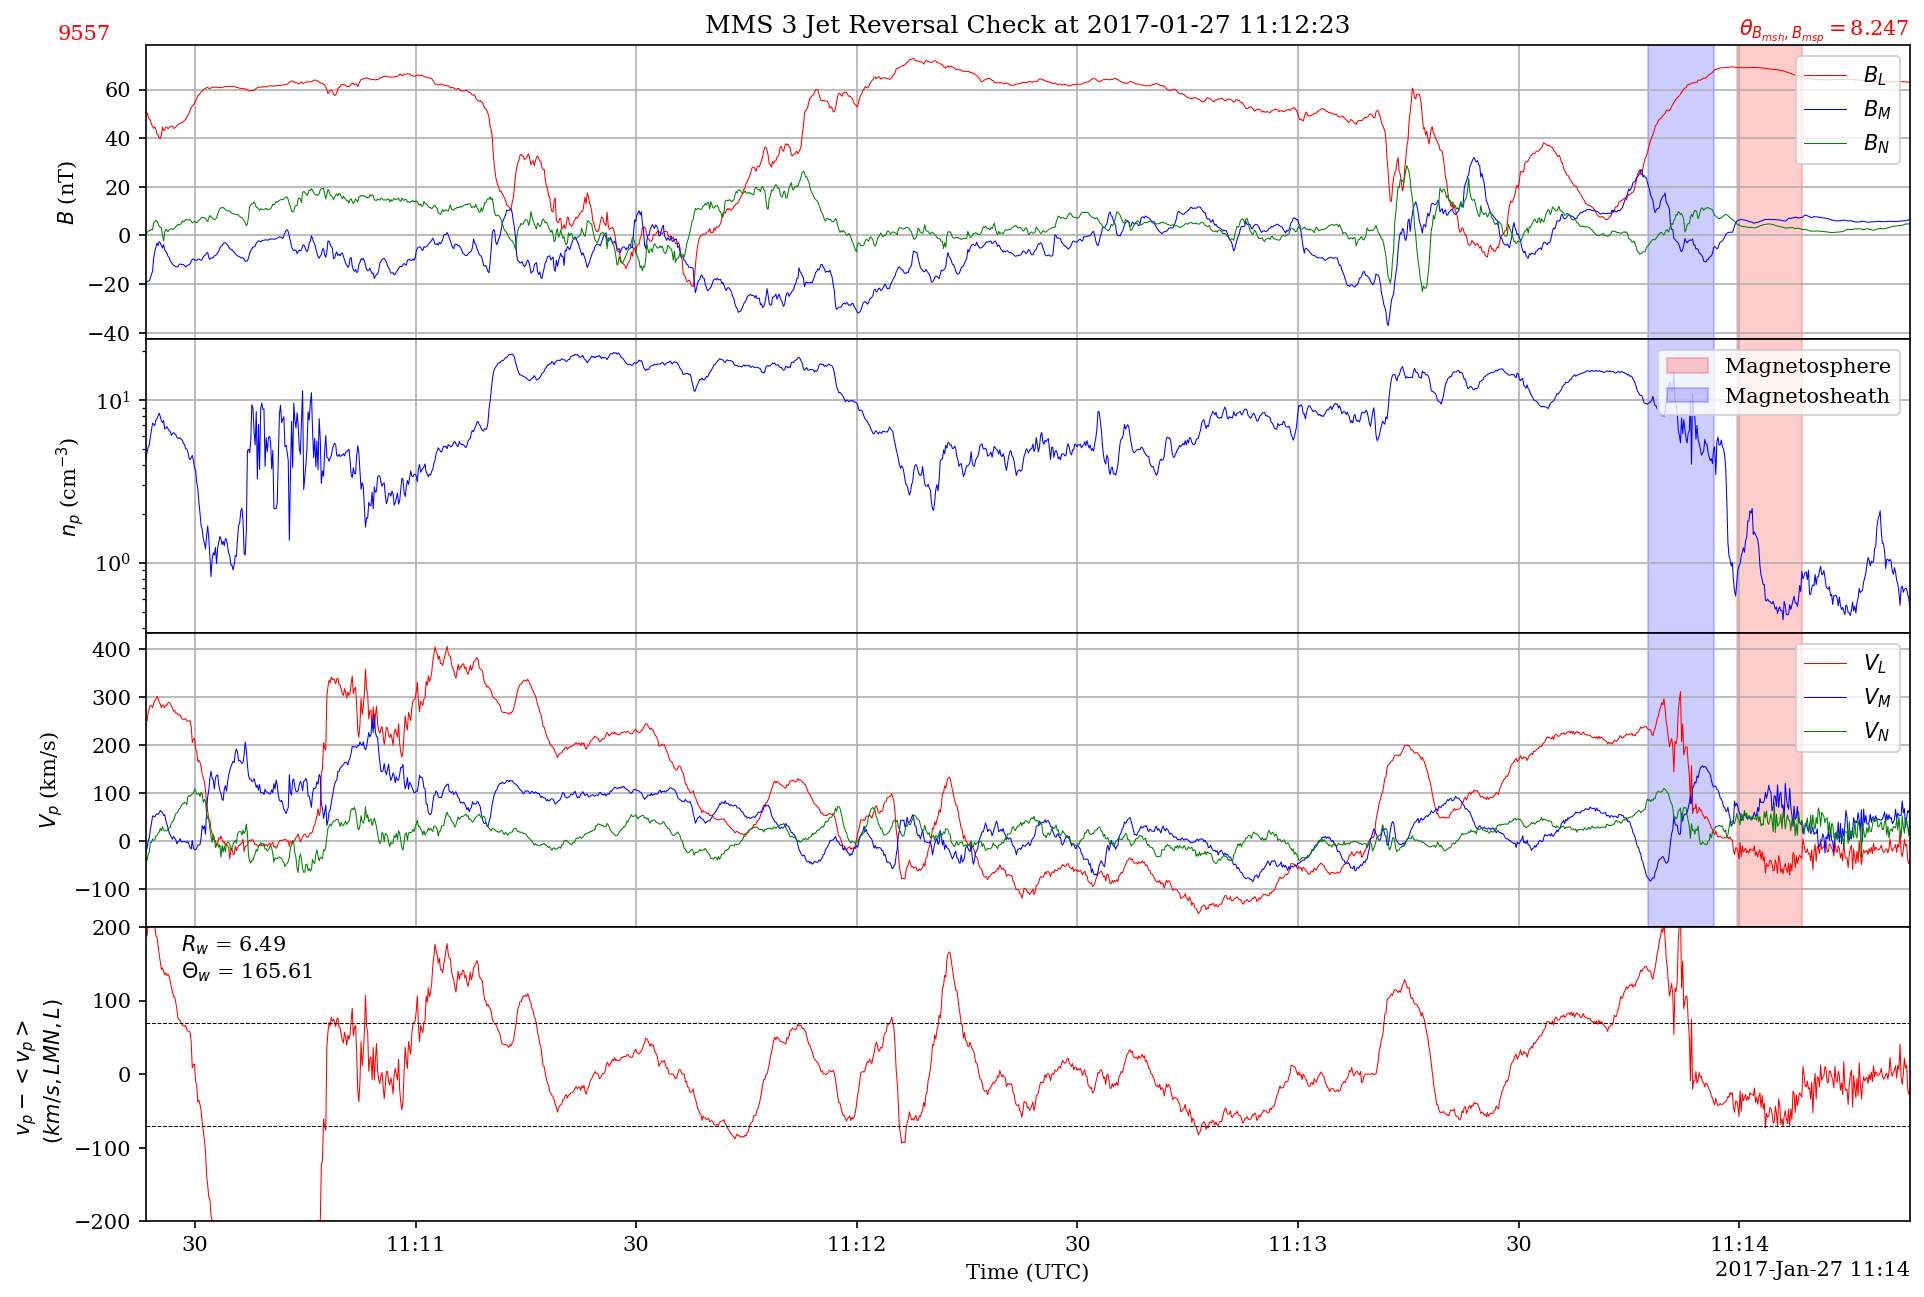 MMS 3 Jet Reversal Check at 2017-01-27 11:12:23
9557
θ_{B_{msh}, B_{msp}} = 8.247
60
40
20
0
−20
−40
B (nT)
B_L
B_M
B_N
10^1
10^0
n_p (cm^{−3})
Magnetosphere
Magnetosheath
400
300
200
100
0
−100
V_p (km/s)
V_L
V_M
V_N
200
100
0
−100
−200
v_p − < v_p >
(km/s, LMN, L)
R_w = 6.49
Θ_w = 165.61
30 11:11 30 11:12 30 11:13 30 11:14
Time (UTC)
2017-Jan-27 11:14